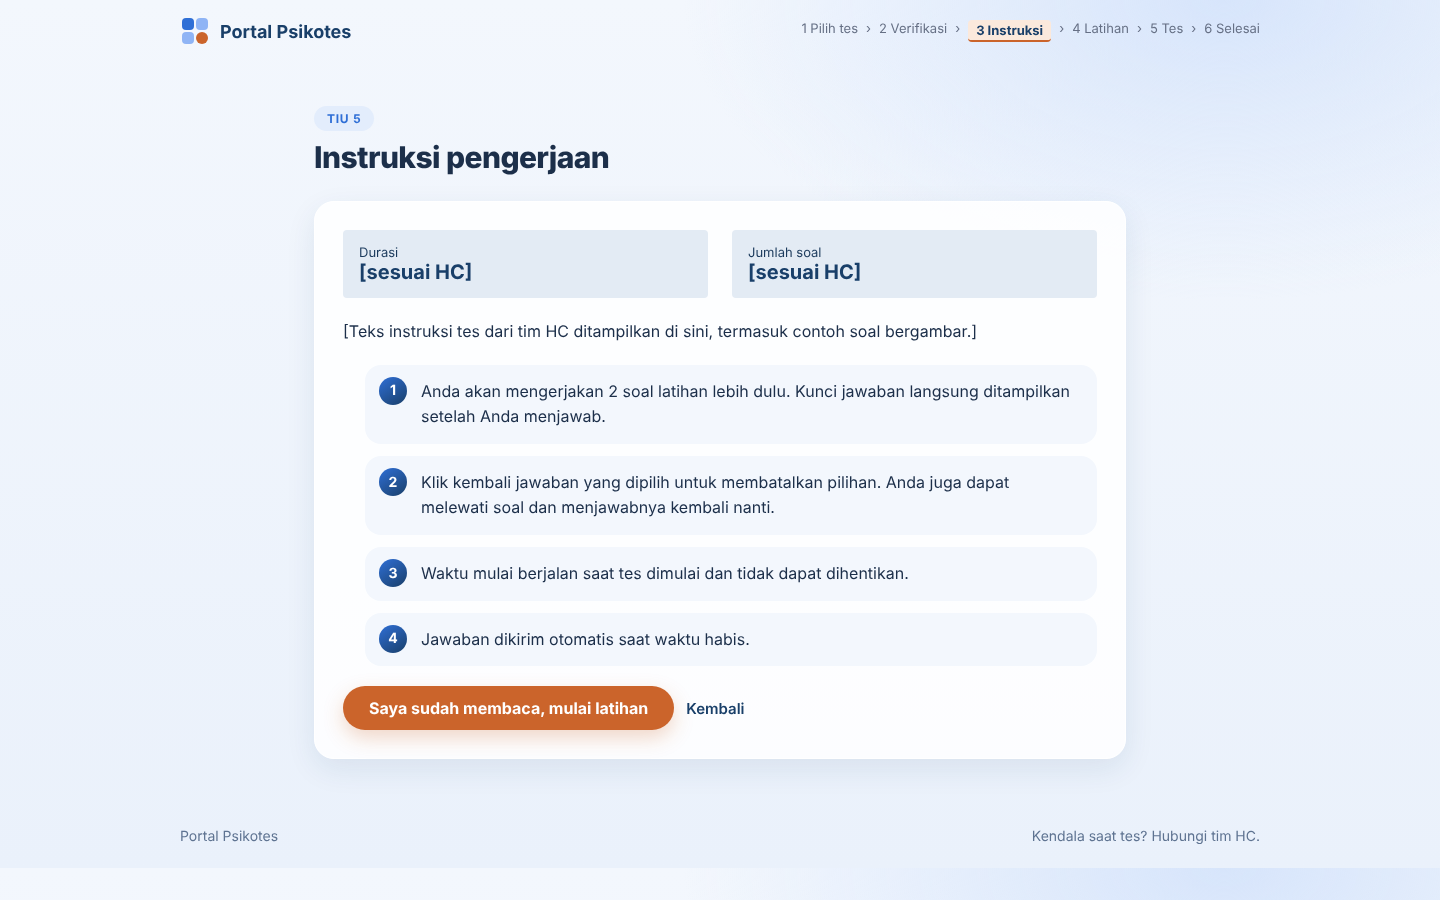 Portal Psikotes
1 Pilih tes › 2 Verifikasi › 3 Instruksi › 4 Latihan › 5 Tes › 6 Selesai
TIU 5
Instruksi pengerjaan
Durasi
[sesuai HC]
Jumlah soal
[sesuai HC]
[Teks instruksi tes dari tim HC ditampilkan di sini, termasuk contoh soal bergambar.]
1 Anda akan mengerjakan 2 soal latihan lebih dulu. Kunci jawaban langsung ditampilkan
setelah Anda menjawab.
2 Klik kembali jawaban yang dipilih untuk membatalkan pilihan. Anda juga dapat
melewati soal dan menjawabnya kembali nanti.
3 Waktu mulai berjalan saat tes dimulai dan tidak dapat dihentikan.
4 Jawaban dikirim otomatis saat waktu habis.
Saya sudah membaca, mulai latihan
Kembali
Portal Psikotes
Kendala saat tes? Hubungi tim HC.